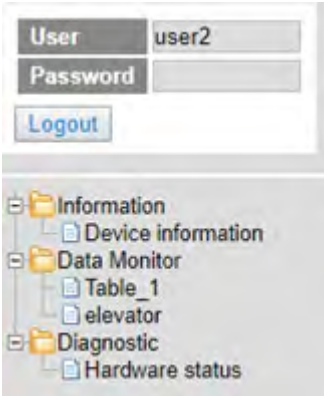 User user2
Password
Logout
Information
Device information
Data Monitor
Table_1
elevator
Diagnostic
Hardware status